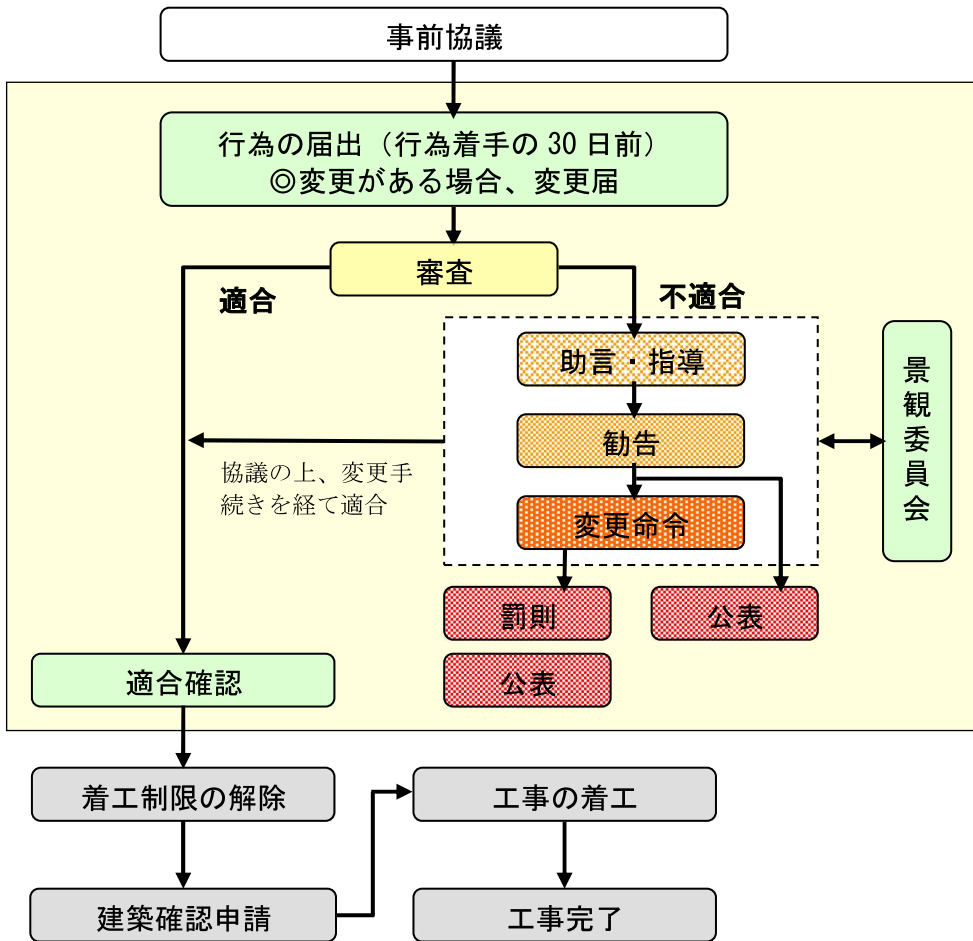 事前協議
行為の届出（行為着手の30日前）
◎変更がある場合、変更届
審査
適合
不適合
助言・指導
勧告
変更命令
景観委員会
協議の上、変更手
続きを経て適合
罰則
公表
公表
適合確認
着工制限の解除
工事の着工
建築確認申請
工事完了